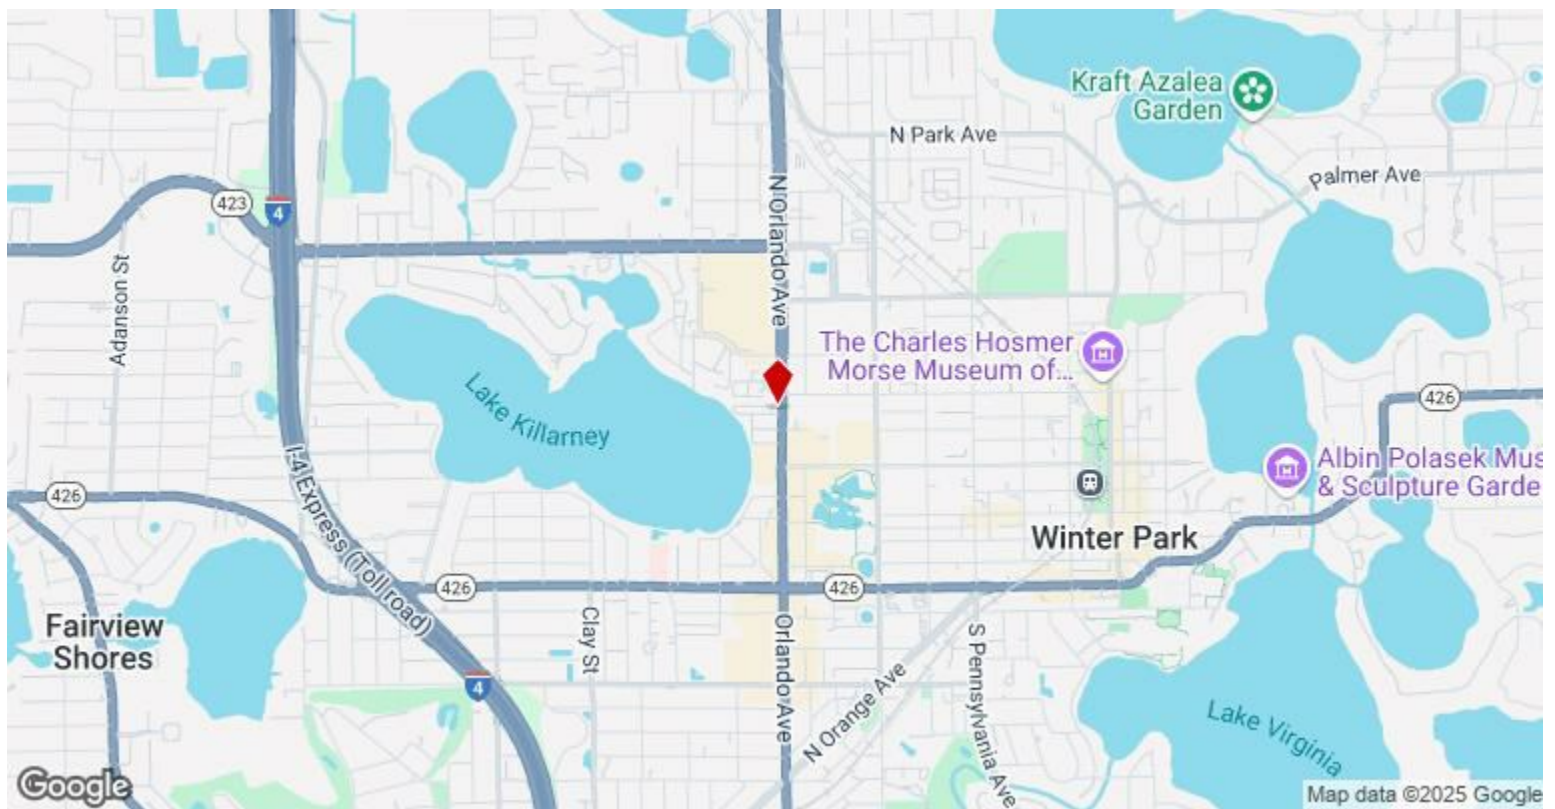 Kraft Azalea
Garden
N Park Ave
Palmer Ave
423
4
N Orlando Ave
Adanson St
The Charles Hosmer
Morse Museum of...
Lake Killarney
426
Albin Polasek Mus
& Sculpture Garde
426
I-4 Express (Toll road)
Winter Park
426
426
Fairview
Shores
Clay St
Orlando Ave
S Pennsylvania Ave
4
N Orange Ave
Lake Virginia
Google
Map data ©2025 Google